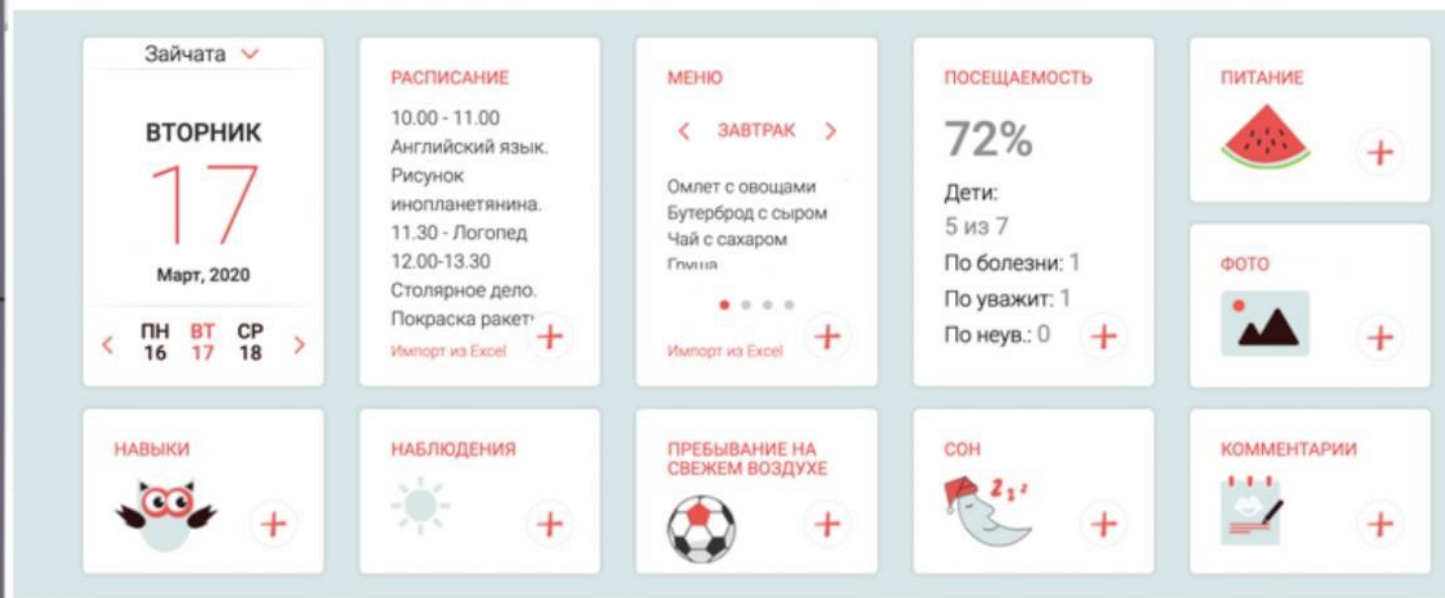 Зайчата
ВТОРНИК
17
Март, 2020
ПН ВТ СР
16 17 18
РАСПИСАНИЕ
10.00 - 11.00
Английский язык.
Рисунок
инопланетянина.
11.30 - Логопед
12.00-13.30
Столярное дело.
Покраска
Импорт из Excel
МЕНЮ
ЗАВТРАК
Омлет с овощами
Бутерброд с сыром
Чай с сахаром
Груша
Импорт из Excel
ПОСЕЩАЕМОСТЬ
72%
Дети:
5 из 7
По болезни: 1
По уважит: 1
По неув.: 0
ПИТАНИЕ
ФОТО
НАВЫКИ
НАБЛЮДЕНИЯ
ПРЕБЫВАНИЕ НА
СВЕЖЕМ ВОЗДУХЕ
СОН
z z z
КОММЕНТАРИИ